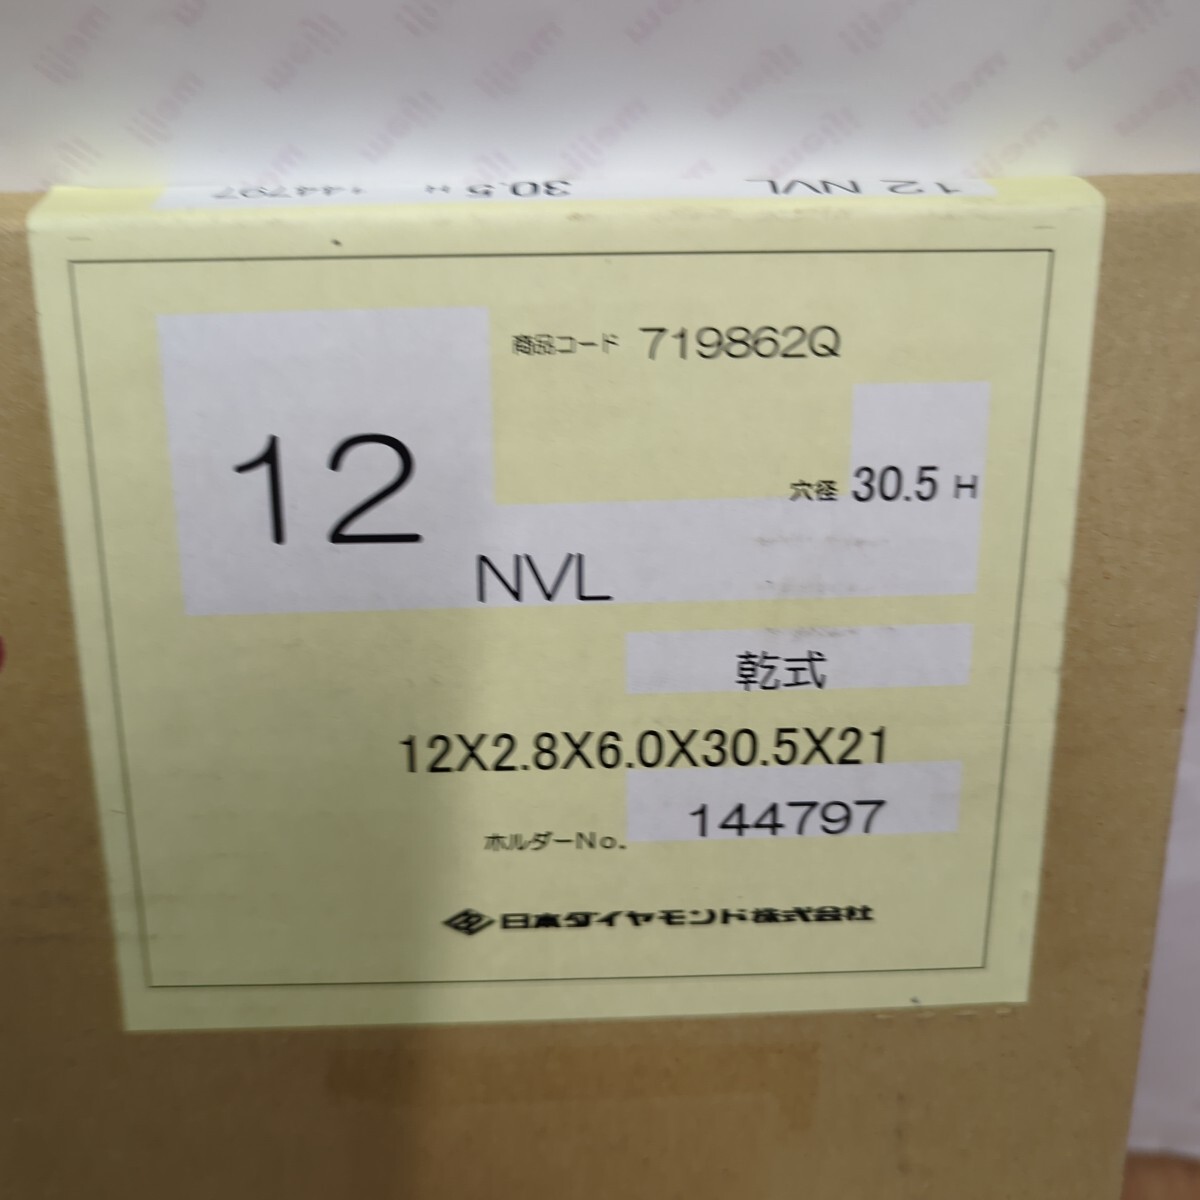 12 NVL 30.5 H 144797
商品コード 719862Q
12
穴径 30.5 H
NVL
乾式
12X2.8X6.0X30.5X21
ホルダーNo. 144797
日本ダイヤモンド株式会社